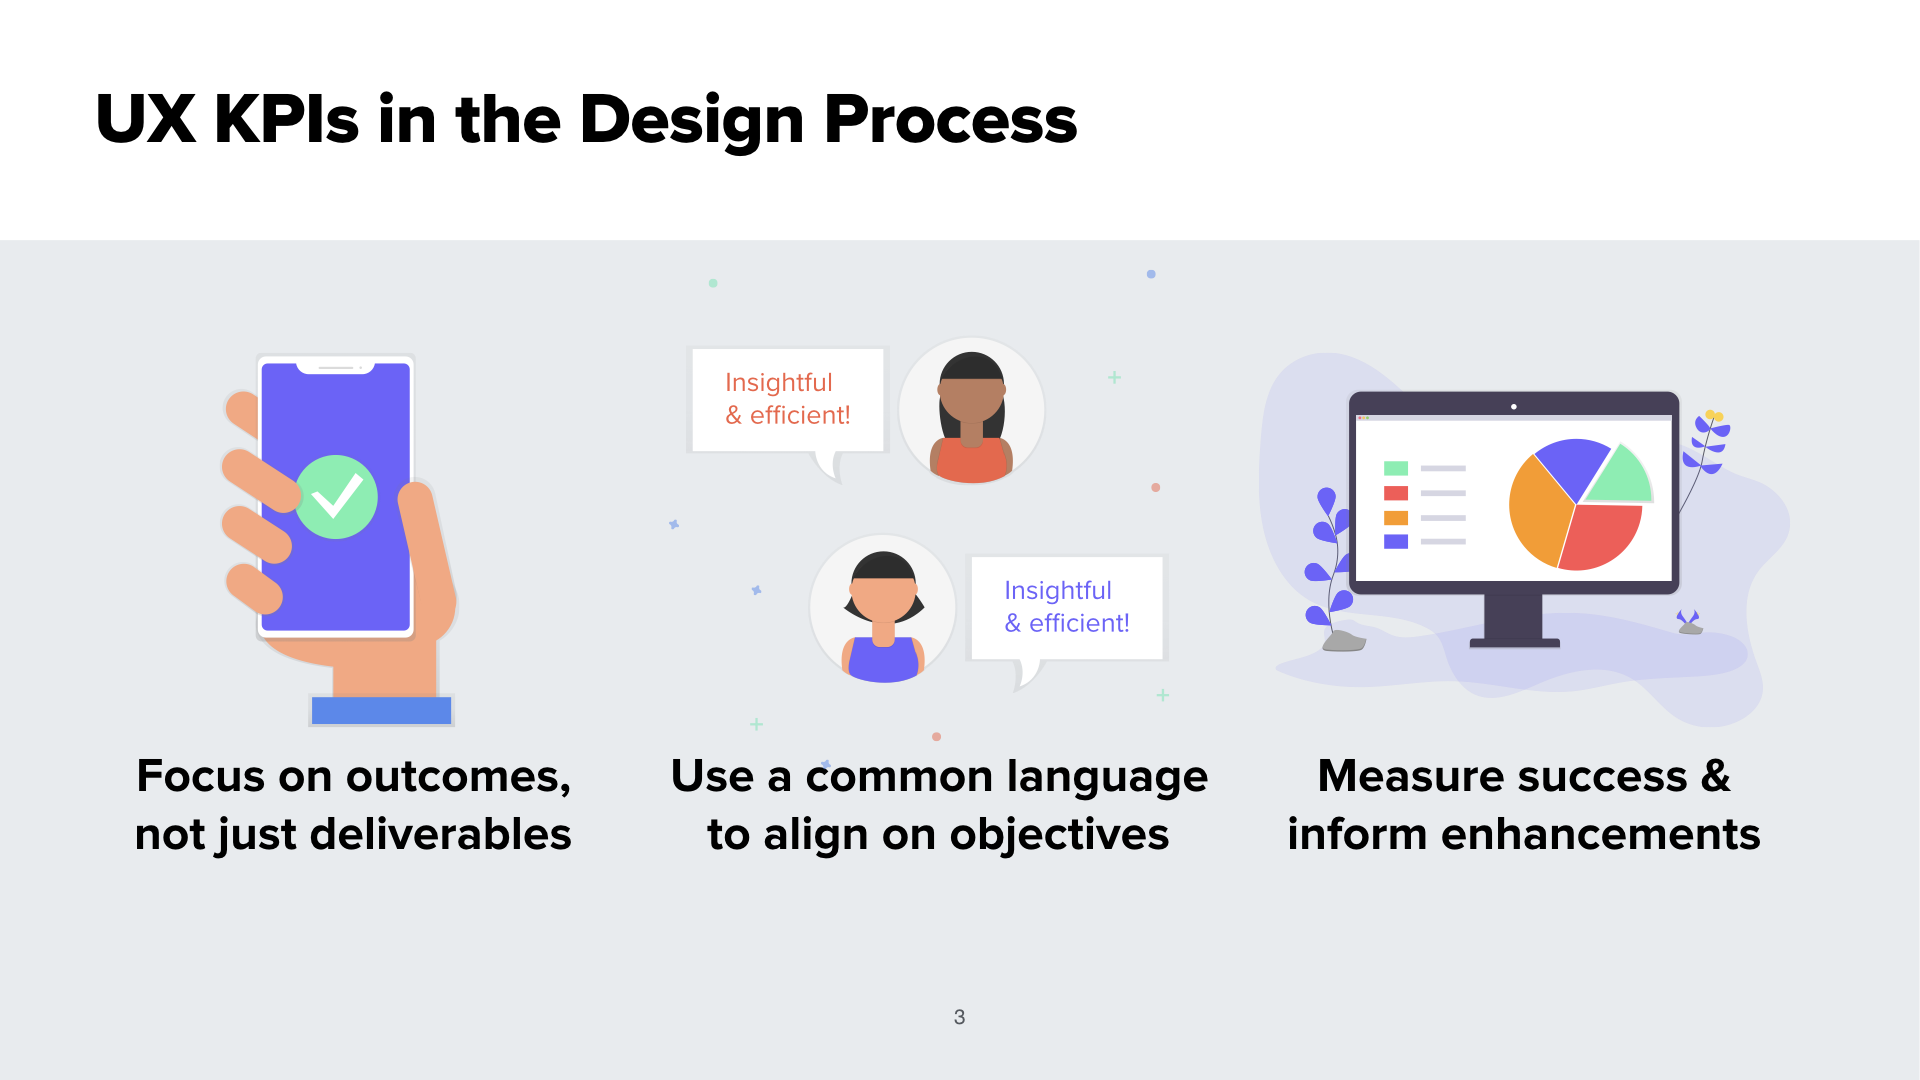 UX KPIs in the Design Process
Insightful
& efficient!
Insightful
& efficient!
Focus on outcomes,
not just deliverables
Use a common language
to align on objectives
Measure success &
inform enhancements
3